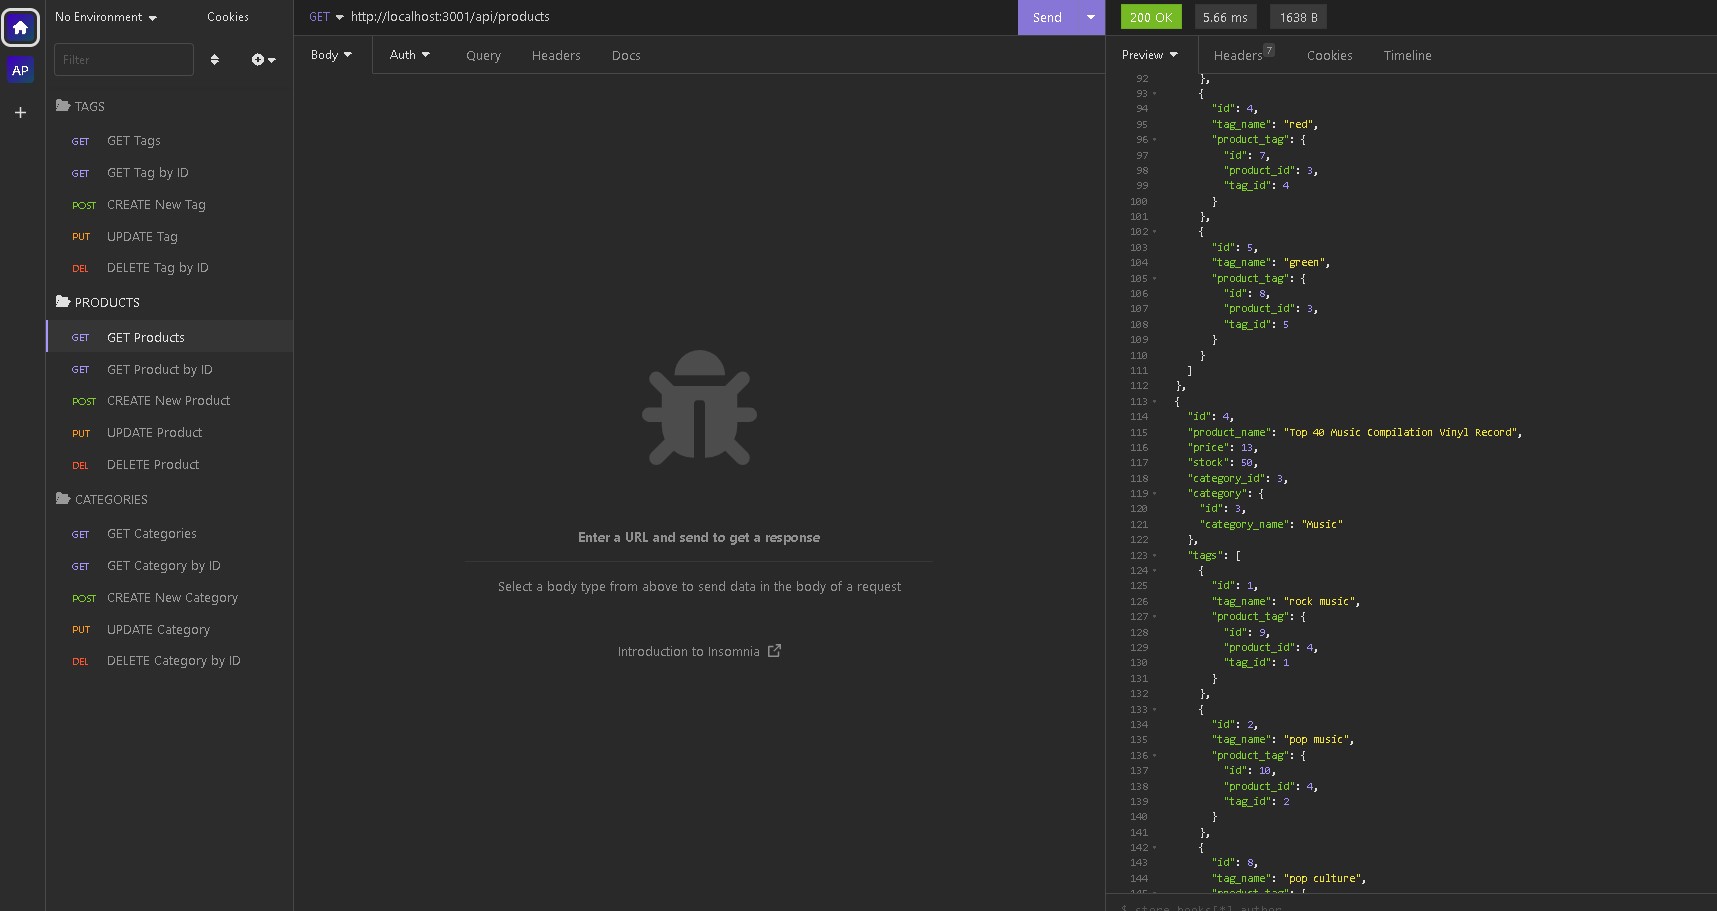 No Environment
Cookies
AP
Filter
TAGS
GET GET Tags
GET GET Tag by ID
POST CREATE New Tag
PUT UPDATE Tag
DEL DELETE Tag by ID
PRODUCTS
GET GET Products
GET GET Product by ID
POST CREATE New Product
PUT UPDATE Product
DEL DELETE Product
CATEGORIES
GET GET Categories
GET GET Category by ID
POST CREATE New Category
PUT UPDATE Category
DEL DELETE Category by ID
GET http://localhost:3001/api/products
Send
Body Auth Query Headers Docs
Enter a URL and send to get a response
Select a body type from above to send data in the body of a request
Introduction to Insomnia
200 OK 5.66 ms 1638 B
Preview Headers 7 Cookies Timeline
92 },
93 {
94 "id": 4,
95 "tag_name": "red",
96 "product_tag": {
97 "id": 7,
98 "product_id": 3,
99 "tag_id": 4
100 }
101 },
102 {
103 "id": 5,
104 "tag_name": "green",
105 "product_tag": {
106 "id": 8,
107 "product_id": 3,
108 "tag_id": 5
109 }
110 }
111 ]
112 },
113 {
114 "id": 4,
115 "product_name": "Top 40 Music Compilation Vinyl Record",
116 "price": 13,
117 "stock": 50,
118 "category_id": 3,
119 "category": {
120 "id": 3,
121 "category_name": "Music"
122 },
123 "tags": [
124 {
125 "id": 1,
126 "tag_name": "rock music",
127 "product_tag": {
128 "id": 9,
129 "product_id": 4,
130 "tag_id": 1
131 }
132 },
133 {
134 "id": 2,
135 "tag_name": "pop music",
136 "product_tag": {
137 "id": 10,
138 "product_id": 4,
139 "tag_id": 2
140 }
141 },
142 {
143 "id": 8,
144 "tag_name": "pop culture",
145 "product_tag": {
$.store.books[*].author